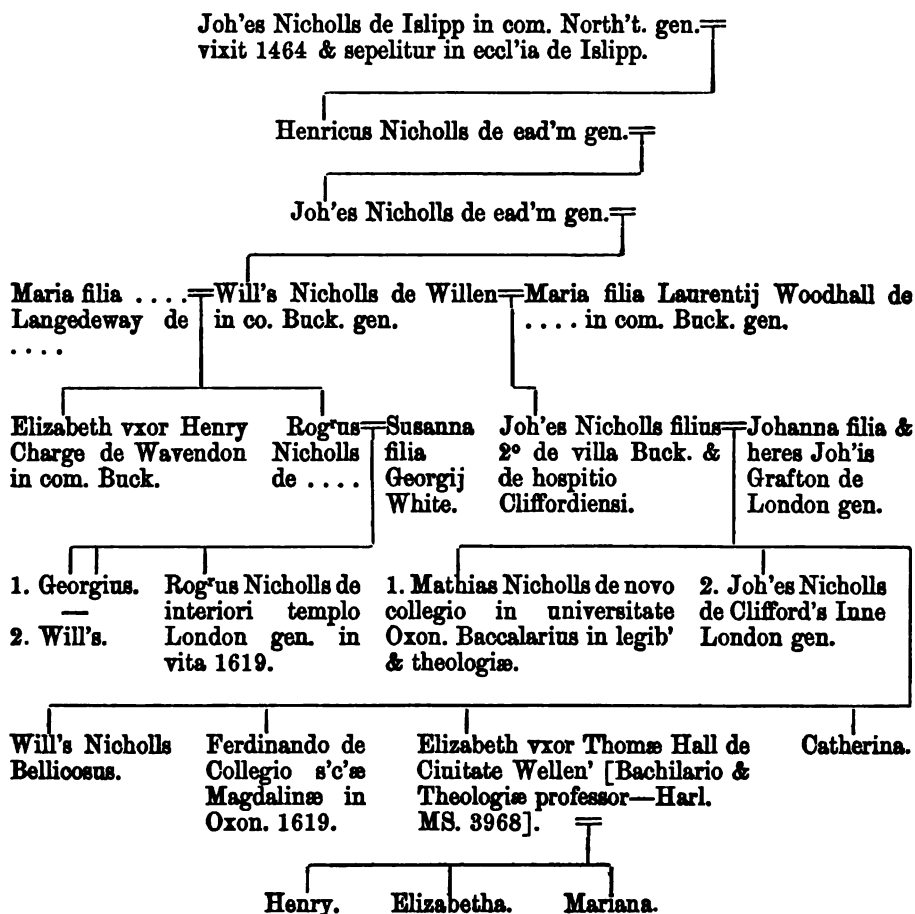 Joh'es Nicholls de Islipp in com. North't. gen.
vixit 1464 & sepelitur in eccl'ia de Islipp.
Henricus Nicholls de ead'm gen.
Joh'es Nicholls de ead'm gen.
Maria filia ....
Langedeway de
....
Will's Nicholls de Willen
in co. Buck. gen.
Maria filia Laurentij Woodhall de
.... in com. Buck. gen.
Elizabeth vxor Henry
Charge de Wavendon
in com. Buck.
Rogʳus
Nicholls
de ....
Susanna
filia
Georgij
White.
Joh'es Nicholls filius
2° de villa Buck. &
de hospitio
Cliffordiensi.
Johanna filia &
heres Joh'is
Grafton de
London gen.
1. Georgius.
2. Will's.
Rogʳus Nicholls de
interiori templo
London gen. in
vita 1619.
1. Mathias Nicholls de novo
collegio in universitate
Oxon. Baccalarius in legib'
& theologiæ.
2. Joh'es Nicholls
de Clifford's Inne
London gen.
Will's Nicholls
Bellicosus.
Ferdinando de
Collegio s'c'æ
Magdalinæ in
Oxon. 1619.
Elizabeth vxor Thomæ Hall de
Ciuitate Wellen' [Bachilario &
Theologiæ professor—Harl.
MS. 3968].
Catherina.
Henry.
Elizabetha.
Mariana.